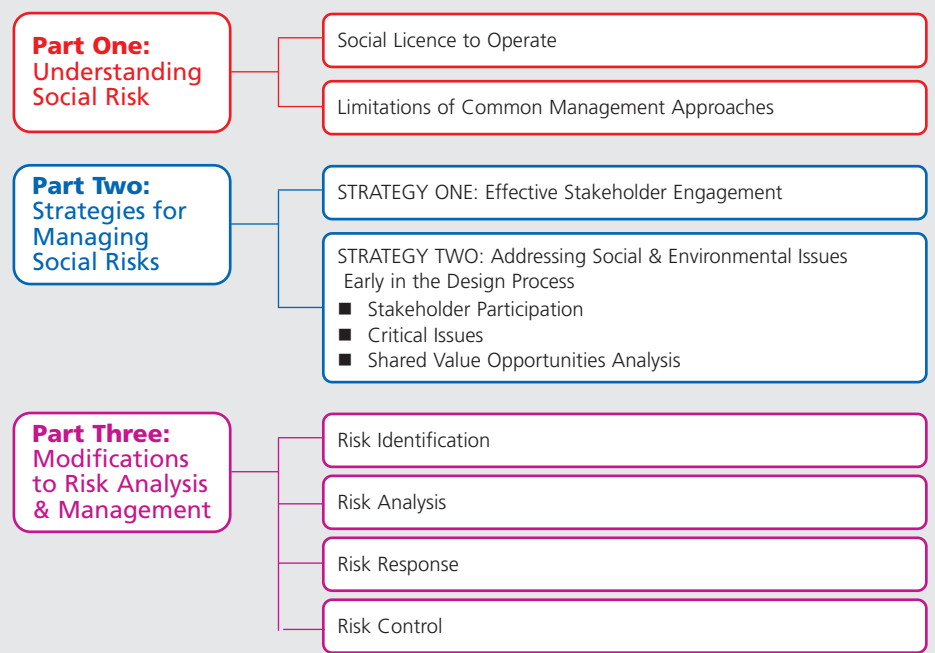 Part One:
Understanding
Social Risk
Social Licence to Operate
Limitations of Common Management Approaches
Part Two:
Strategies for
Managing
Social Risks
STRATEGY ONE: Effective Stakeholder Engagement
STRATEGY TWO: Addressing Social & Environmental Issues
Early in the Design Process
■ Stakeholder Participation
■ Critical Issues
■ Shared Value Opportunities Analysis
Part Three:
Modifications
to Risk Analysis
& Management
Risk Identification
Risk Analysis
Risk Response
Risk Control